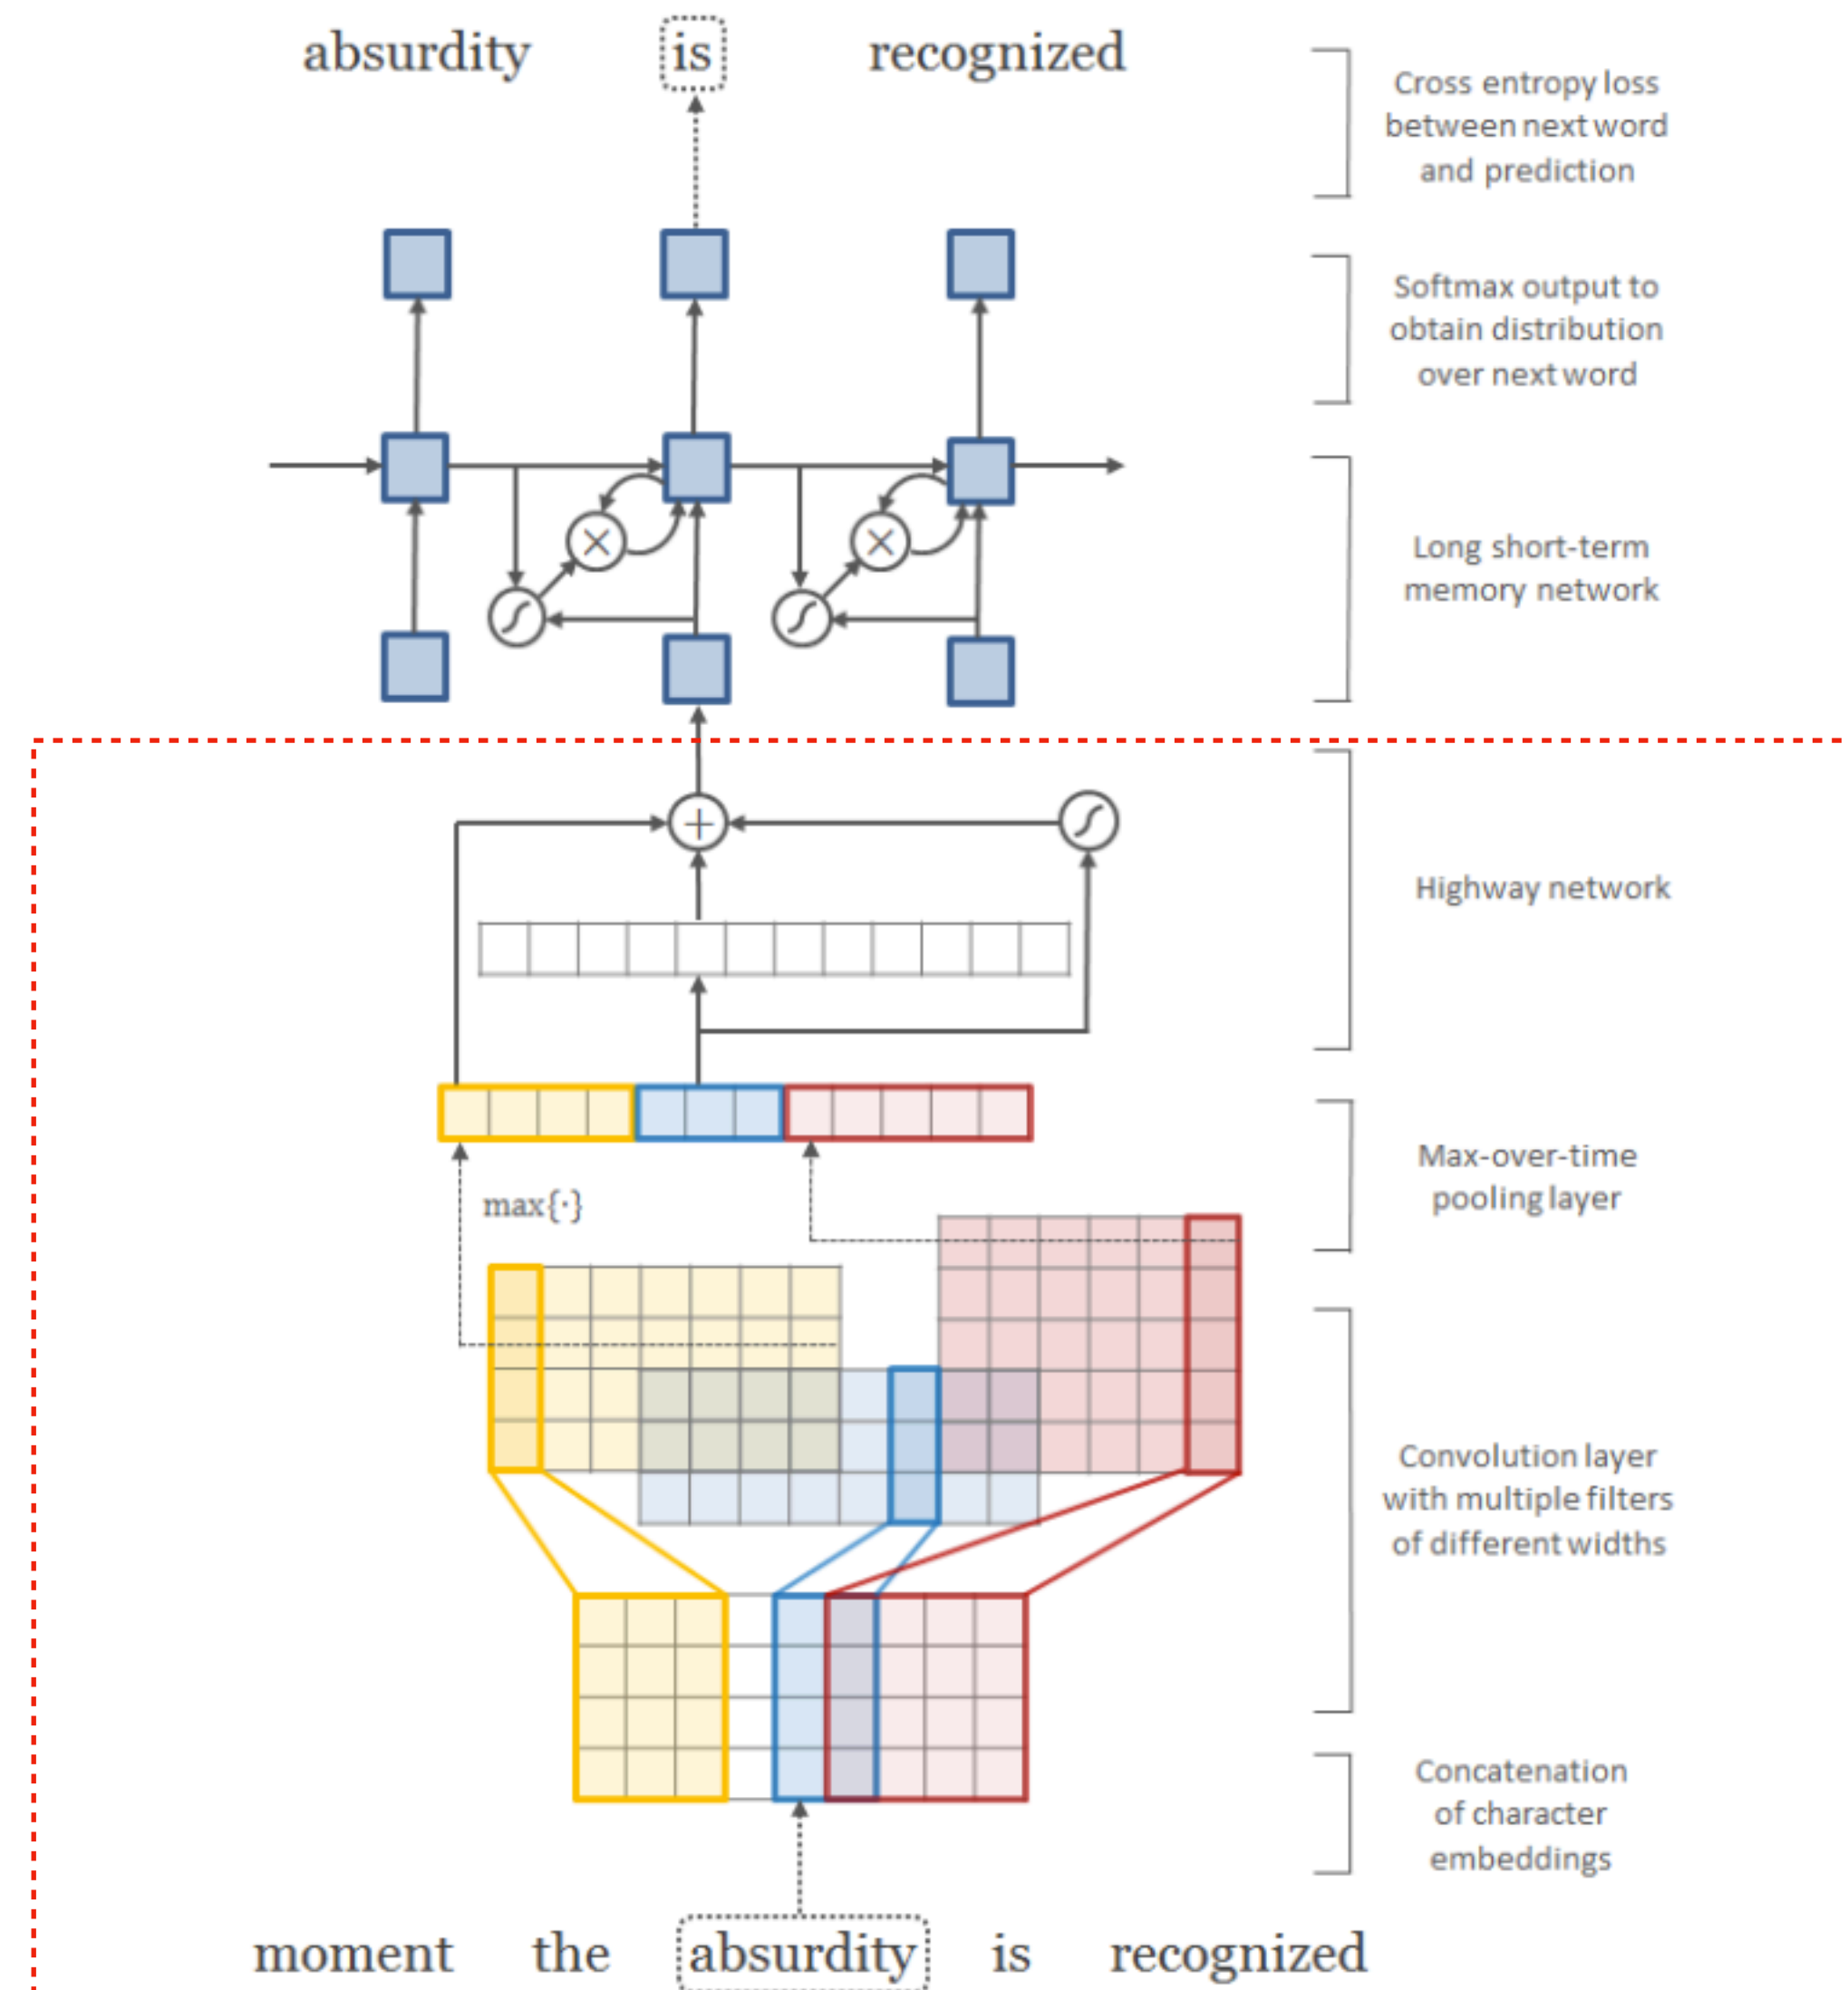 absurdity is recognized
Cross entropy loss
between next word
and prediction
Softmax output to
obtain distribution
over next word
Long short-term
memory network
+
Highway network
Max-over-time
pooling layer
max{·}
Convolution layer
with multiple filters
of different widths
Concatenation
of character
embeddings
moment the absurdity is recognized